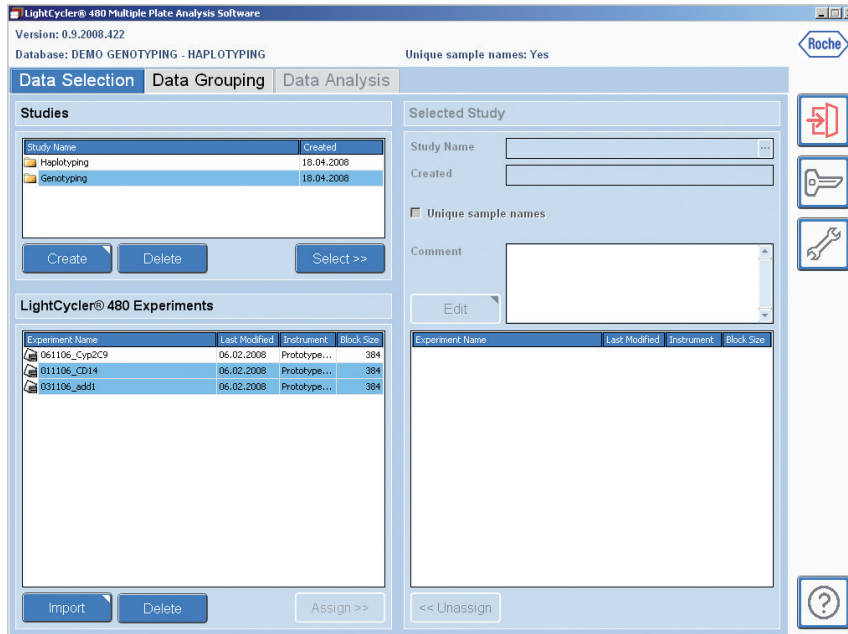 LightCycler® 480 Multiple Plate Analysis Software
Version: 0.9.2008.422
Database: DEMO GENOTYPING - HAPLOTYPING Unique sample names: Yes
Roche
Data Selection Data Grouping Data Analysis
Studies
Study Name Created
Haplotyping 18.04.2008
Genotyping 18.04.2008
Create Delete Select >>
LightCycler® 480 Experiments
Experiment Name Last Modified Instrument Block Size
061106_Cyp2C9 06.02.2008 Prototype... 384
011106_CD14 06.02.2008 Prototype... 384
031106_add1 06.02.2008 Prototype... 384
Import Delete Assign >>
Selected Study
Study Name ...
Created
Unique sample names
Comment
Edit
Experiment Name Last Modified Instrument Block Size
<< Unassign
?